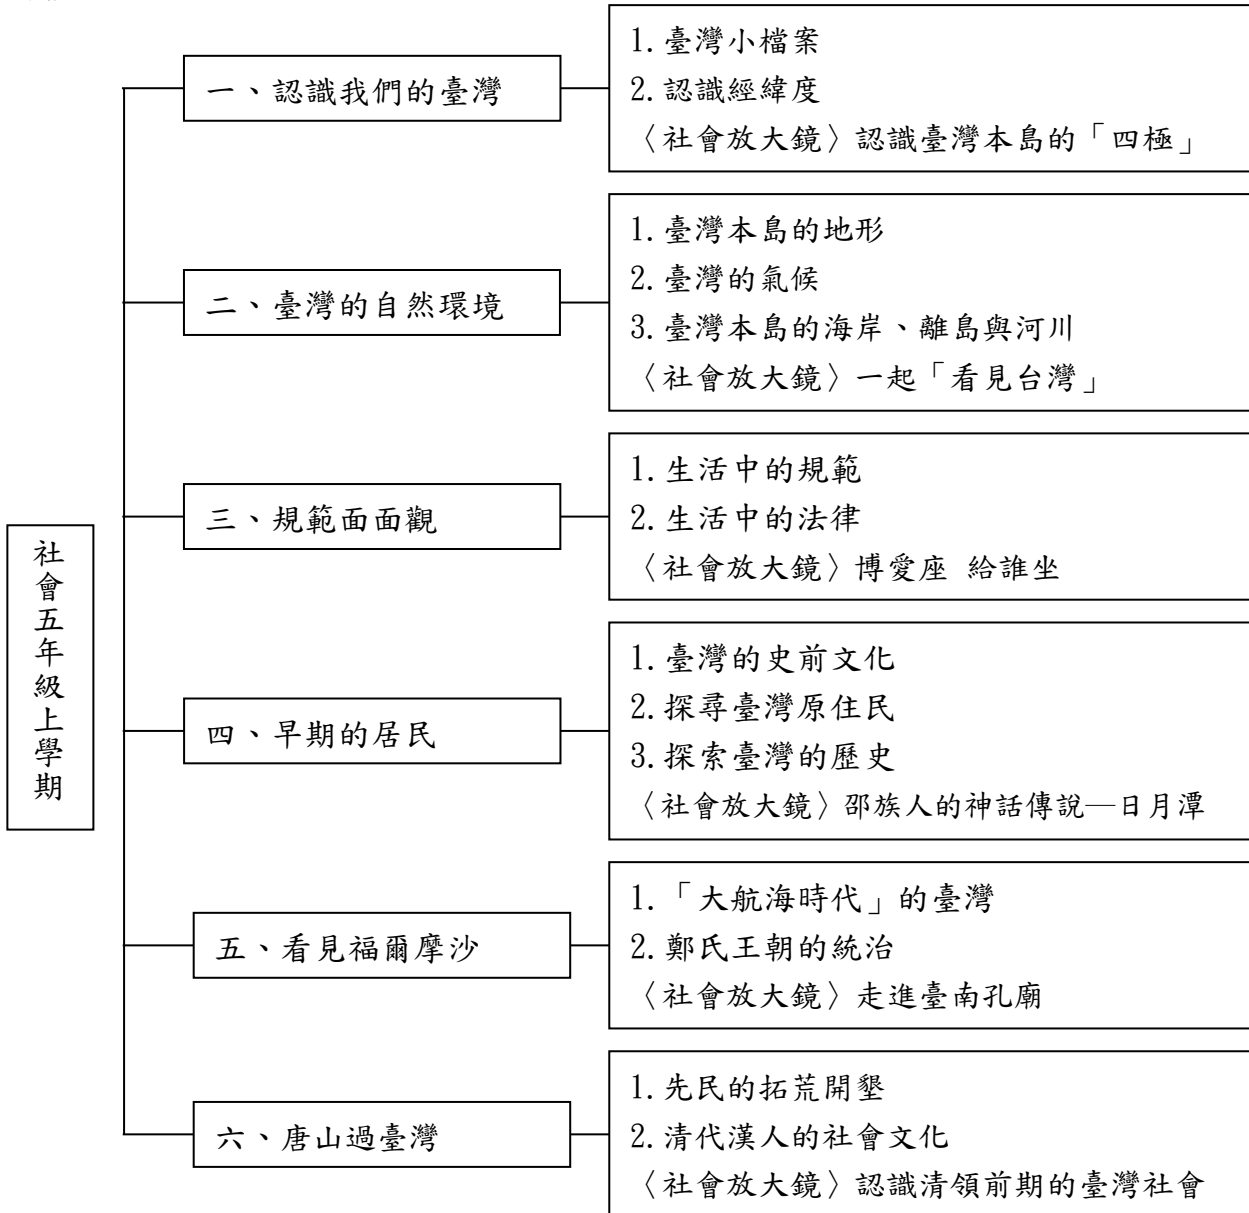 社會五年級上學期
一、認識我們的臺灣
1.臺灣小檔案
2.認識經緯度
〈社會放大鏡〉認識臺灣本島的「四極」
二、臺灣的自然環境
1.臺灣本島的地形
2.臺灣的氣候
3.臺灣本島的海岸、離島與河川
〈社會放大鏡〉一起「看見台灣」
三、規範面面觀
1.生活中的規範
2.生活中的法律
〈社會放大鏡〉博愛座 給誰坐
四、早期的居民
1.臺灣的史前文化
2.探尋臺灣原住民
3.探索臺灣的歷史
〈社會放大鏡〉邵族人的神話傳說─日月潭
五、看見福爾摩沙
1.「大航海時代」的臺灣
2.鄭氏王朝的統治
〈社會放大鏡〉走進臺南孔廟
六、唐山過臺灣
1.先民的拓荒開墾
2.清代漢人的社會文化
〈社會放大鏡〉認識清領前期的臺灣社會